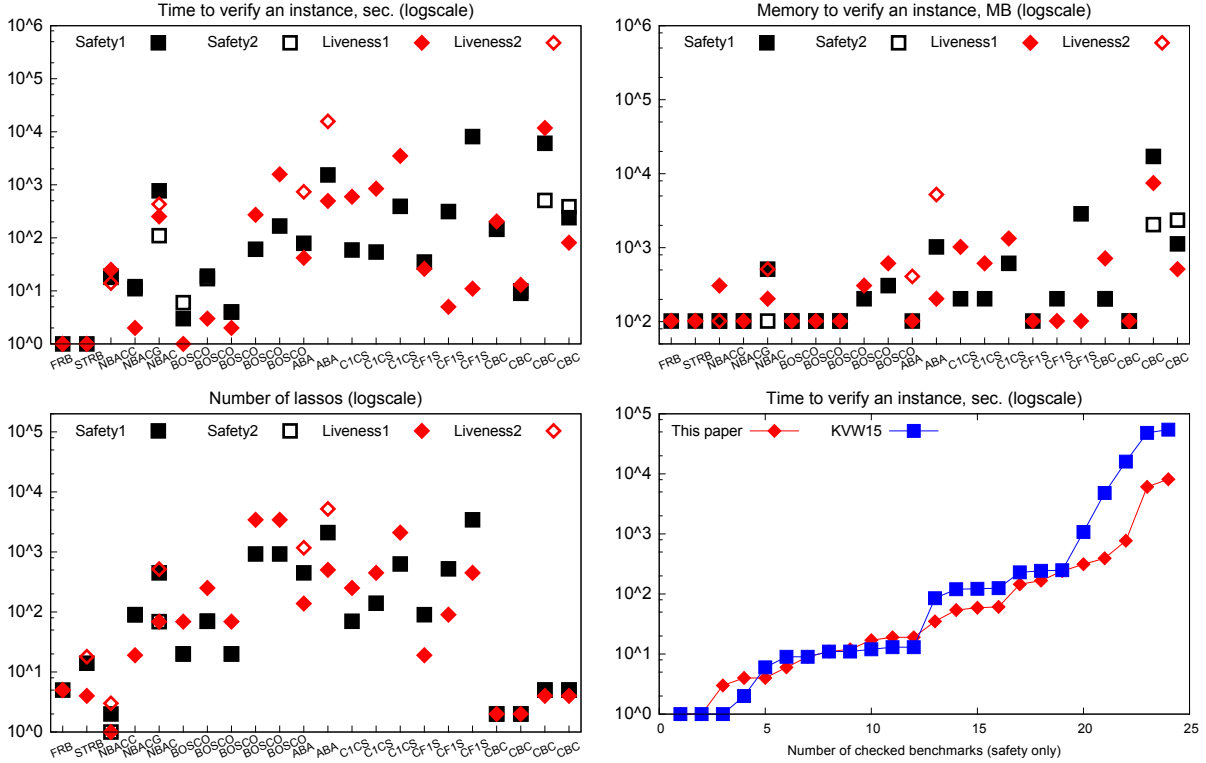 Time to verify an instance, sec. (logscale)
10^6
10^5
10^4
10^3
10^2
10^1
10^0
Safety1 Safety2 Liveness1 Liveness2
FRB STRB NBACC NBACG NBAC BOSCO BOSCO BOSCO BOSCO BOSCO ABA ABA C1CS C1CS C1CS CF1S CF1S CF1S CBC CBC CBC CBC
Memory to verify an instance, MB (logscale)
10^6
10^5
10^4
10^3
10^2
Safety1 Safety2 Liveness1 Liveness2
FRB STRB NBACC NBACG NBAC BOSCO BOSCO BOSCO BOSCO BOSCO ABA ABA C1CS C1CS C1CS CF1S CF1S CF1S CBC CBC CBC CBC
Number of lassos (logscale)
10^5
10^4
10^3
10^2
10^1
10^0
Safety1 Safety2 Liveness1 Liveness2
FRB STRB NBACC NBACG NBAC BOSCO BOSCO BOSCO BOSCO BOSCO ABA ABA C1CS C1CS C1CS CF1S CF1S CF1S CBC CBC CBC CBC
Time to verify an instance, sec. (logscale)
10^5
10^4
10^3
10^2
10^1
10^0
This paper KVW15
0 5 10 15 20 25
Number of checked benchmarks (safety only)